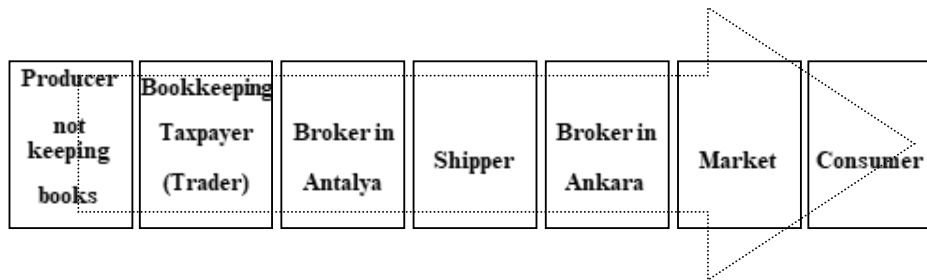 Producer
not
keeping
books
Bookkeeping
Taxpayer
(Trader)
Broker in
Antalya
Shipper
Broker in
Ankara
Market
Consumer